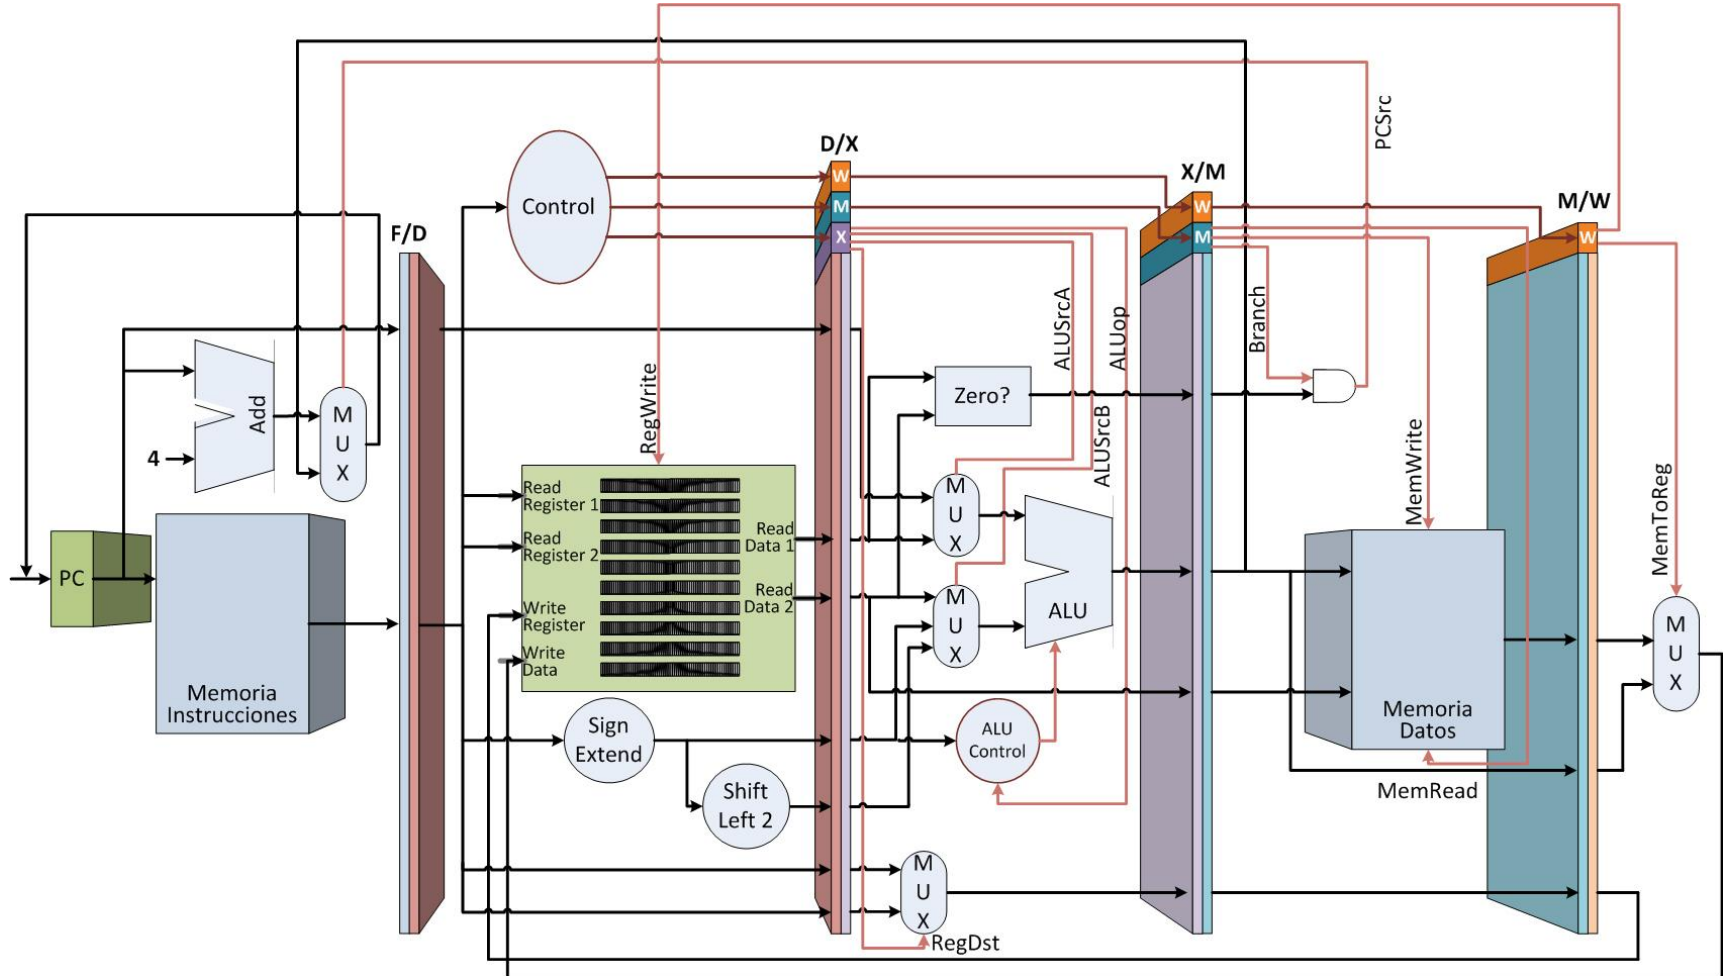 PCSrc
D/X
X/M
M/W
F/D
Control
W
M
X
W
M
W
ALUSrcA
ALUop
ALUSrcB
Branch
RegWrite
MemWrite
MemToReg
Add
4
M
U
X
PC
Memoria
Instrucciones
Read
Register 1
Read
Register 2
Write
Register
Write
Data
Read
Data 1
Read
Data 2
Sign
Extend
Shift
Left 2
Zero?
M
U
X
M
U
X
ALU
ALU
Control
M
U
X
RegDst
Memoria
Datos
MemRead
M
U
X